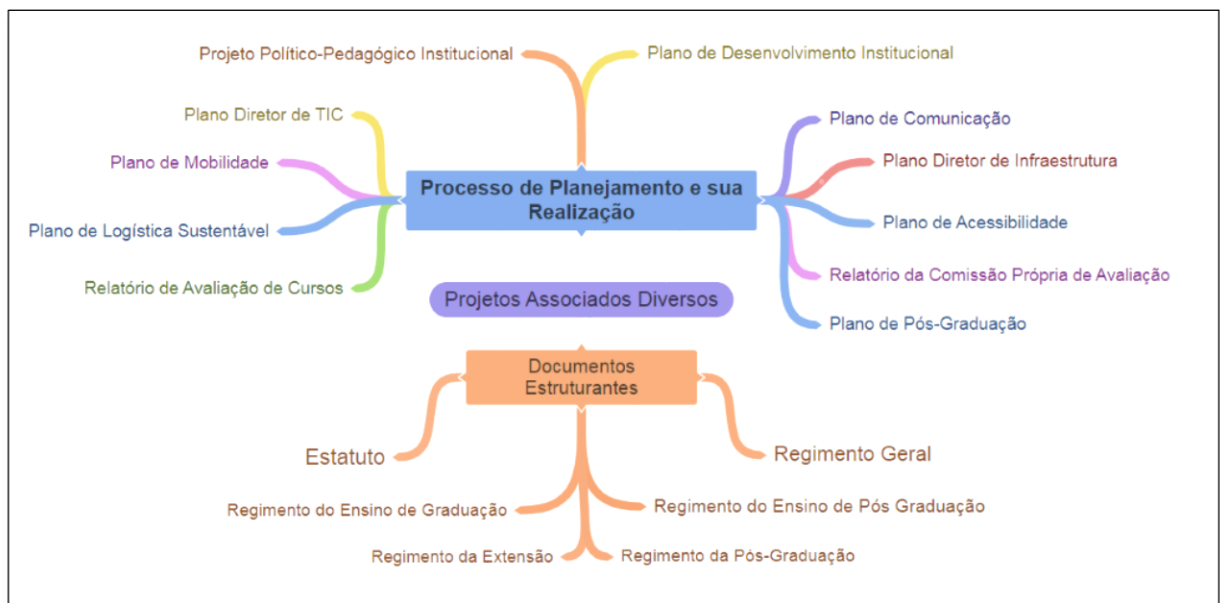 Projeto Político-Pedagógico Institucional
Plano de Desenvolvimento Institucional
Plano Diretor de TIC
Plano de Comunicação
Plano de Mobilidade
Plano Diretor de Infraestrutura
Processo de Planejamento e sua
Realização
Plano de Logística Sustentável
Plano de Acessibilidade
Relatório de Avaliação de Cursos
Relatório da Comissão Própria de Avaliação
Projetos Associados Diversos
Plano de Pós-Graduação
Documentos
Estruturantes
Estatuto
Regimento Geral
Regimento do Ensino de Graduação
Regimento do Ensino de Pós Graduação
Regimento da Extensão
Regimento da Pós-Graduação